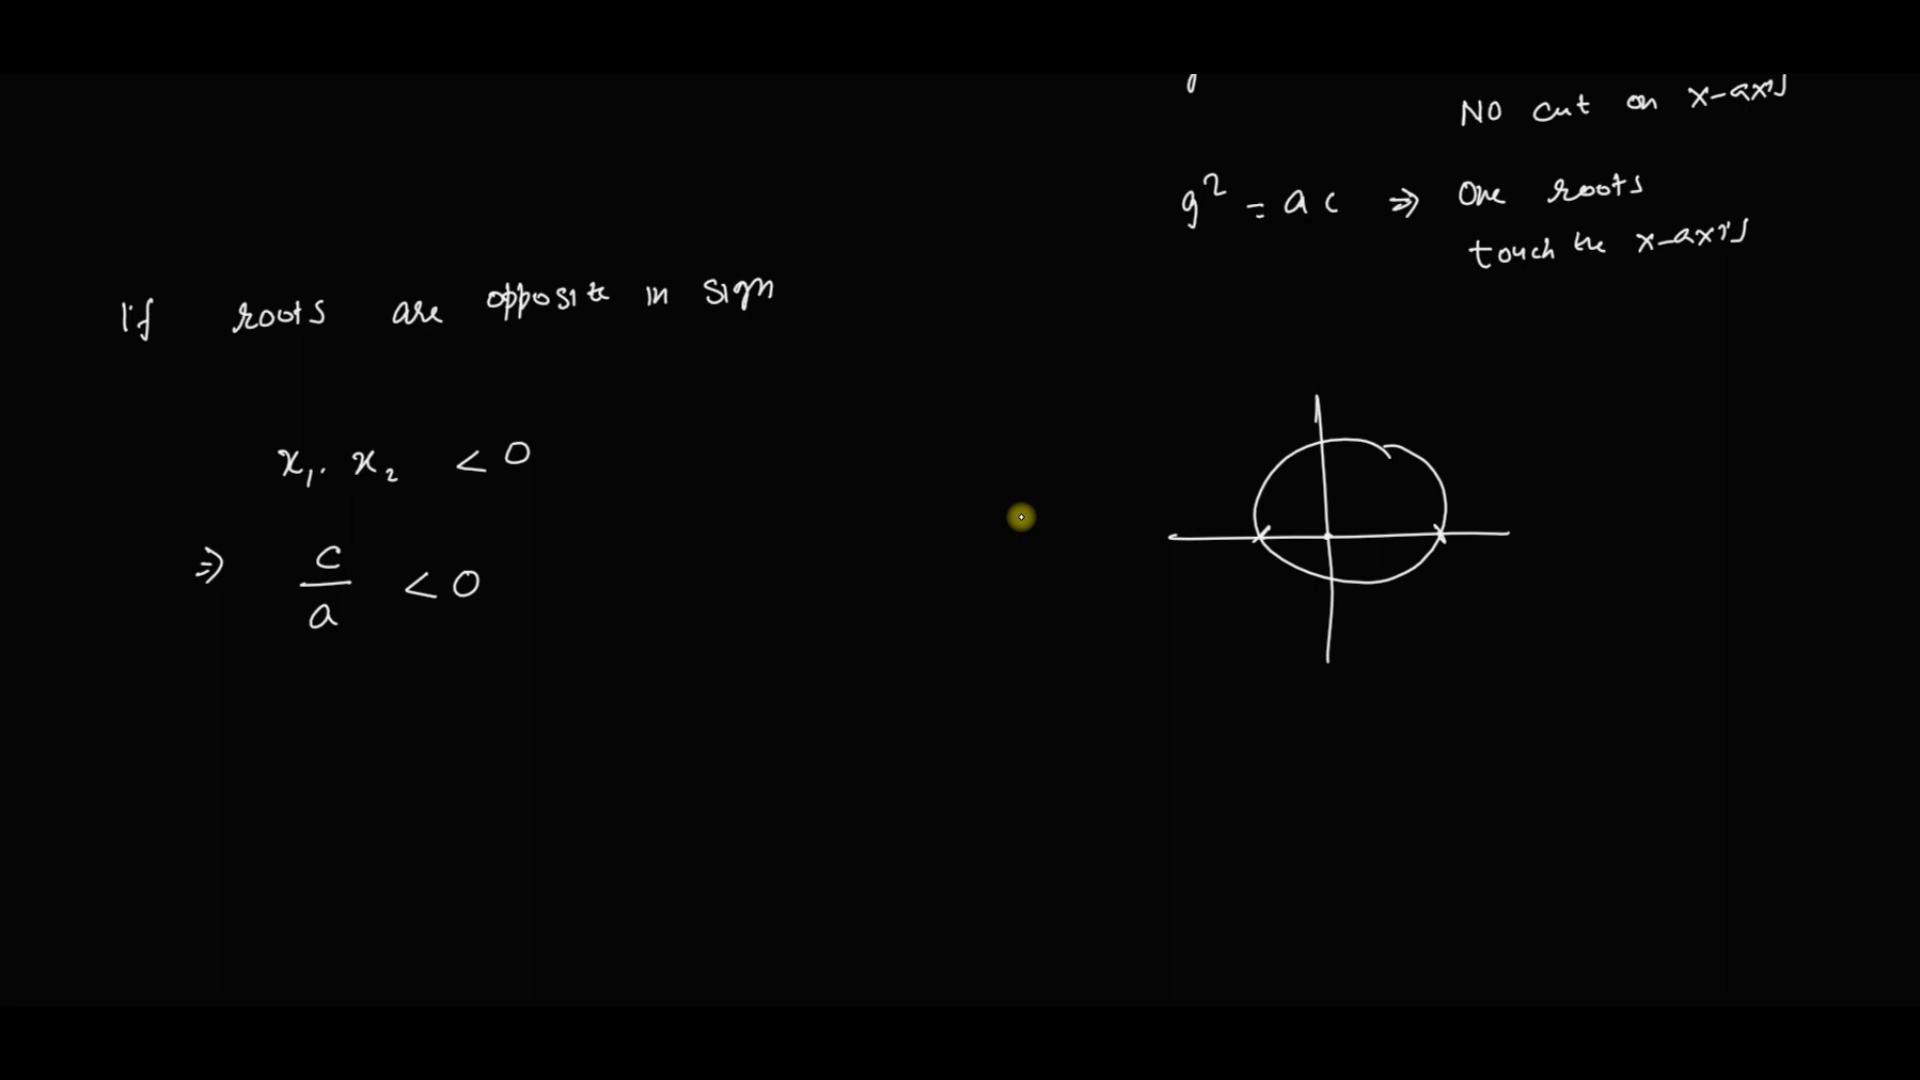 No cut on x-axis
g² = ac ⇒ One roots
touch the x-axis
If roots are opposite in sign
x₁. x₂ < 0
⇒ c/a < 0